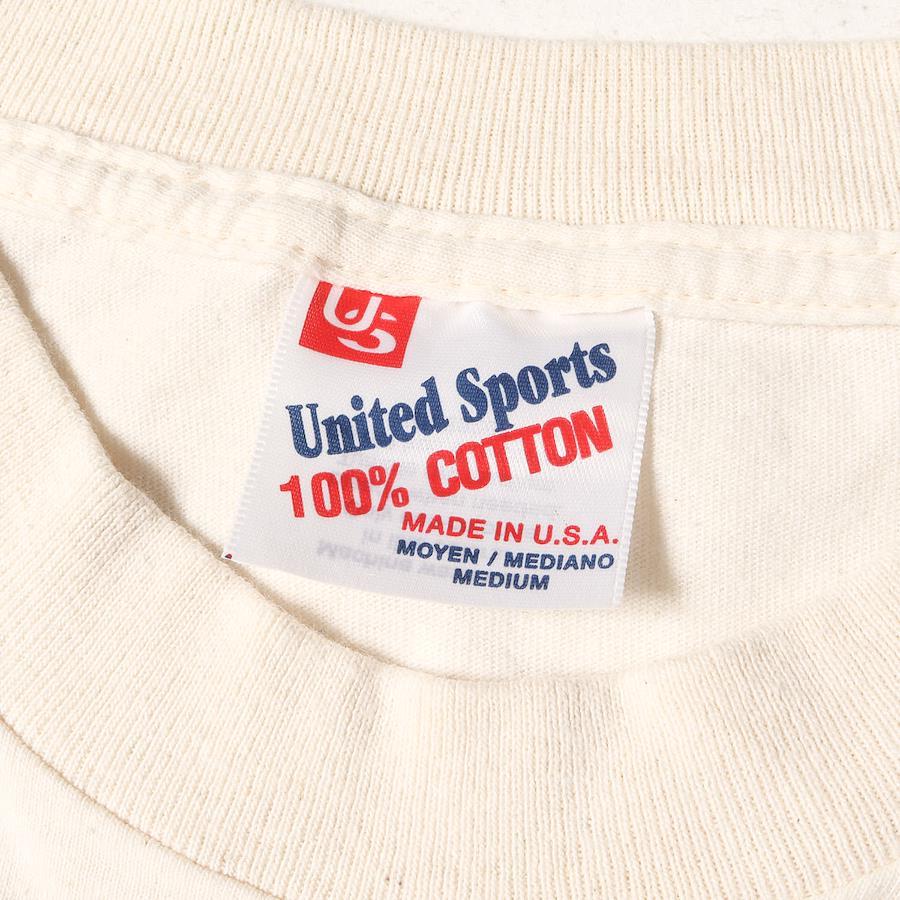 US
United Sports
100% COTTON
MADE IN U.S.A.
MOYEN / MEDIANO
MEDIUM